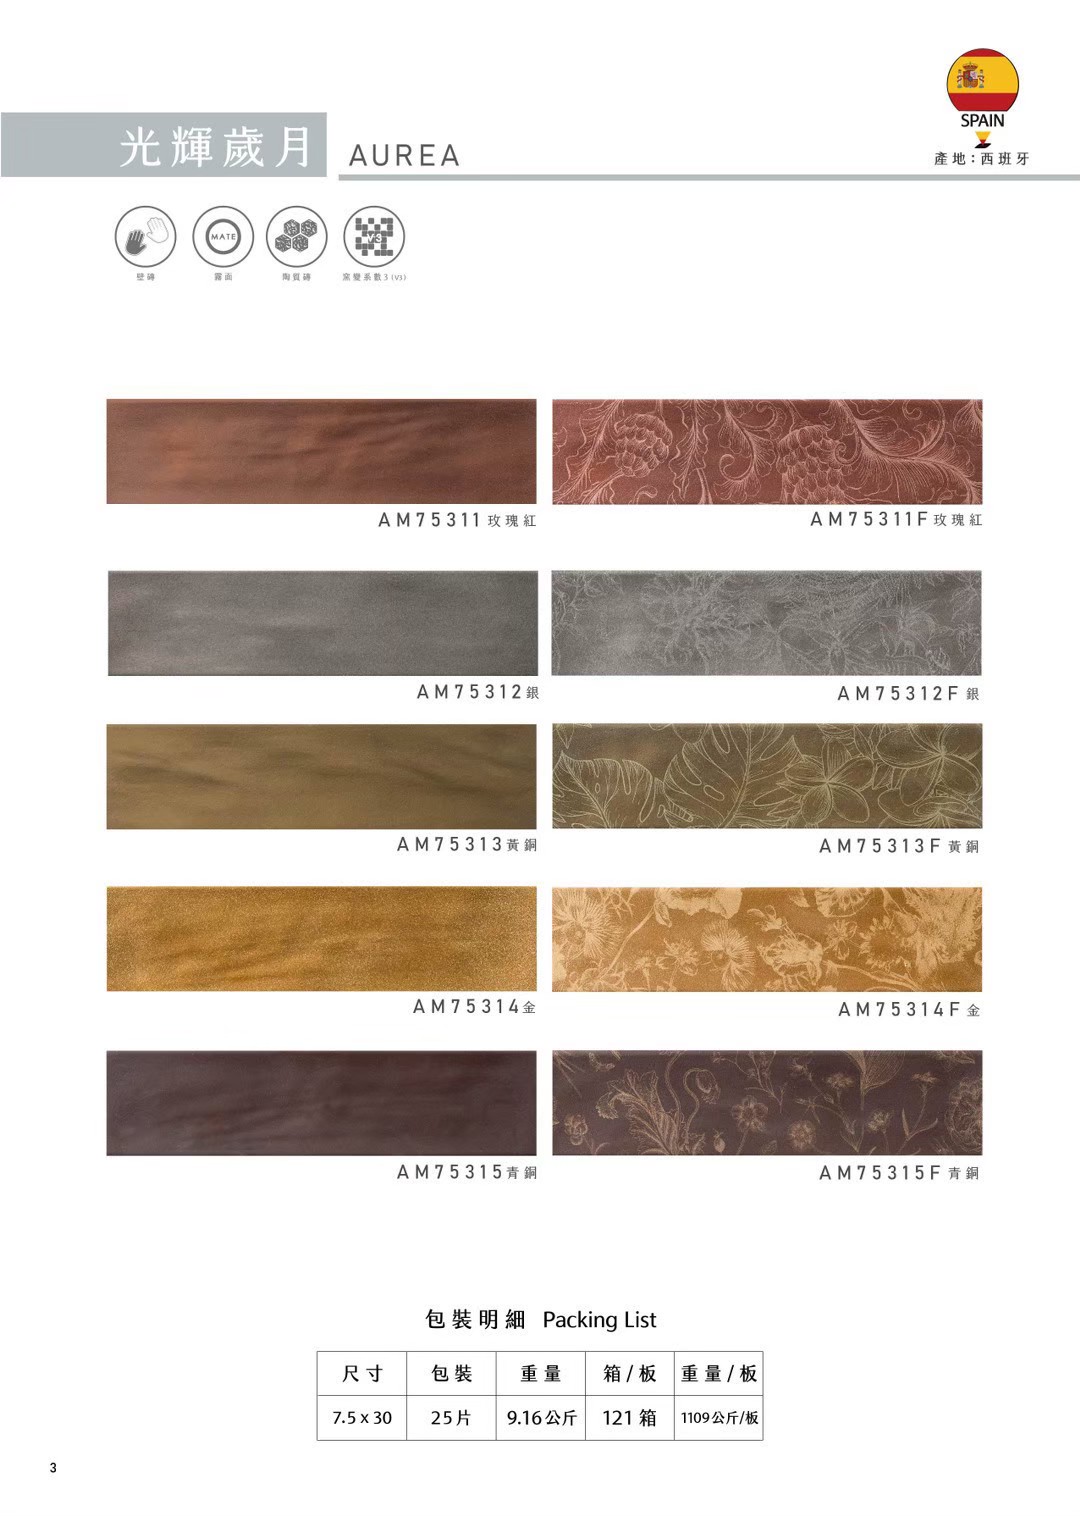 SPAIN
產地：西班牙
光輝歲月 AUREA
MATE
V3
壁磚 霧面 陶質磚 窯變系數3 (V3)
AM75311 玫瑰紅
AM75311F 玫瑰紅
AM75312 銀
AM75312F 銀
AM75313 黃銅
AM75313F 黃銅
AM75314 金
AM75314F 金
AM75315 青銅
AM75315F 青銅
包裝明細 Packing List
尺寸 包裝 重量 箱/板 重量/板
7.5 x 30 25片 9.16公斤 121箱 1109公斤/板
3